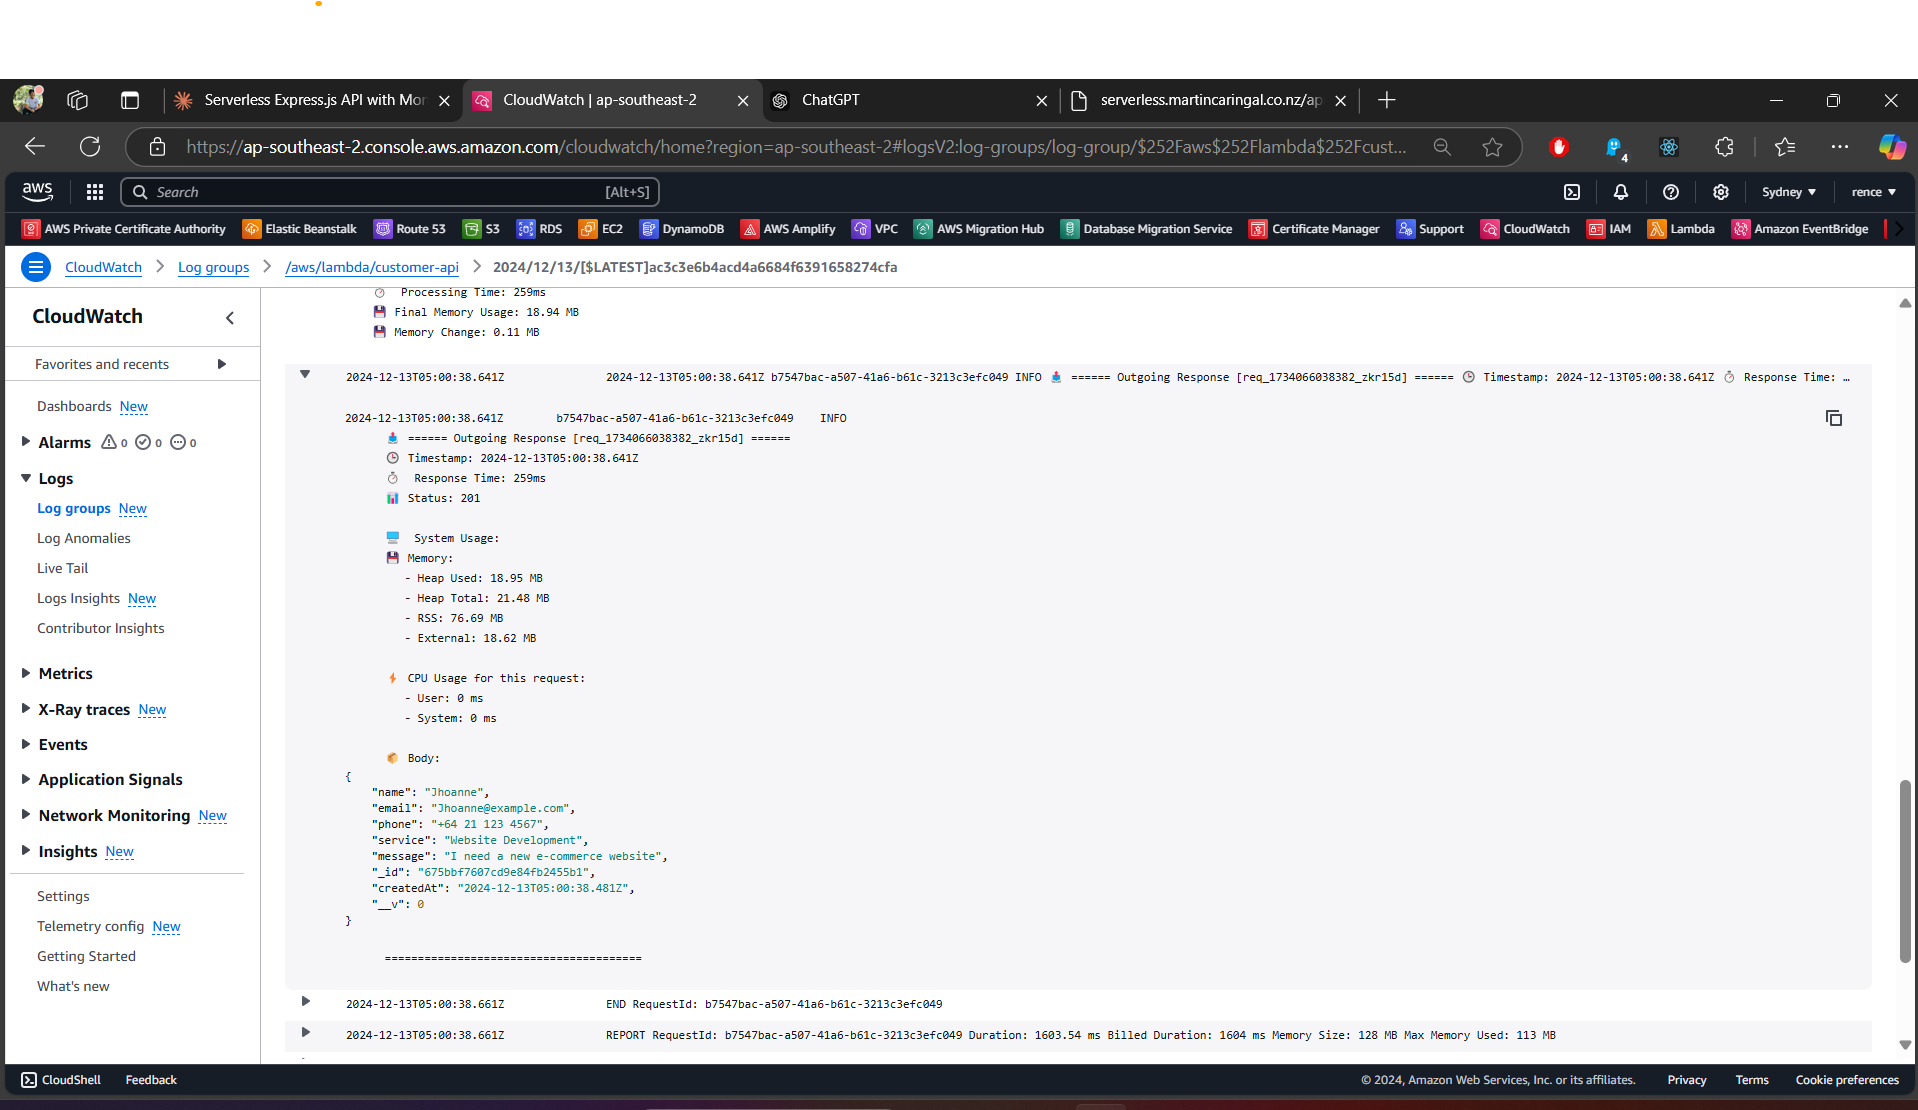 Serverless Express.js API with Mor
CloudWatch | ap-southeast-2
ChatGPT
serverless.martincaringal.co.nz/ap
https://ap-southeast-2.console.aws.amazon.com/cloudwatch/home?region=ap-southeast-2#logsV2:log-groups/log-group/$252Faws$252Flambda$252Fcust...
4
aws
Search
[Alt+S]
Sydney
rence
AWS Private Certificate Authority
Elastic Beanstalk
Route 53
S3
RDS
EC2
DynamoDB
AWS Amplify
VPC
AWS Migration Hub
Database Migration Service
Certificate Manager
Support
CloudWatch
IAM
Lambda
Amazon EventBridge
CloudWatch
Log groups
/aws/lambda/customer-api
2024/12/13/[$LATEST]ac3c3e6b4acd4a6684f6391658274cfa
CloudWatch
Favorites and recents
Dashboards New
Alarms 0 0 0
Logs
Log groups New
Log Anomalies
Live Tail
Logs Insights New
Contributor Insights
Metrics
X-Ray traces New
Events
Application Signals
Network Monitoring New
Insights New
Settings
Telemetry config New
Getting Started
What's new
Processing Time: 259ms
Final Memory Usage: 18.94 MB
Memory Change: 0.11 MB
2024-12-13T05:00:38.641Z 2024-12-13T05:00:38.641Z b7547bac-a507-41a6-b61c-3213c3efc049 INFO 📤 ====== Outgoing Response [req_1734066038382_zkr15d] ====== 🕒 Timestamp: 2024-12-13T05:00:38.641Z ⏱ Response Time: …
2024-12-13T05:00:38.641Z b7547bac-a507-41a6-b61c-3213c3efc049 INFO
📤 ====== Outgoing Response [req_1734066038382_zkr15d] ======
🕒 Timestamp: 2024-12-13T05:00:38.641Z
⏱ Response Time: 259ms
📊 Status: 201
🖥 System Usage:
💾 Memory:
- Heap Used: 18.95 MB
- Heap Total: 21.48 MB
- RSS: 76.69 MB
- External: 18.62 MB
⚡ CPU Usage for this request:
- User: 0 ms
- System: 0 ms
📦 Body:
{
"name": "Jhoanne",
"email": "Jhoanne@example.com",
"phone": "+64 21 123 4567",
"service": "Website Development",
"message": "I need a new e-commerce website",
"_id": "675bbf7607cd9e84fb2455b1",
"createdAt": "2024-12-13T05:00:38.481Z",
"__v": 0
}
=======================================
2024-12-13T05:00:38.661Z END RequestId: b7547bac-a507-41a6-b61c-3213c3efc049
2024-12-13T05:00:38.661Z REPORT RequestId: b7547bac-a507-41a6-b61c-3213c3efc049 Duration: 1603.54 ms Billed Duration: 1604 ms Memory Size: 128 MB Max Memory Used: 113 MB
CloudShell
Feedback
© 2024, Amazon Web Services, Inc. or its affiliates.
Privacy
Terms
Cookie preferences